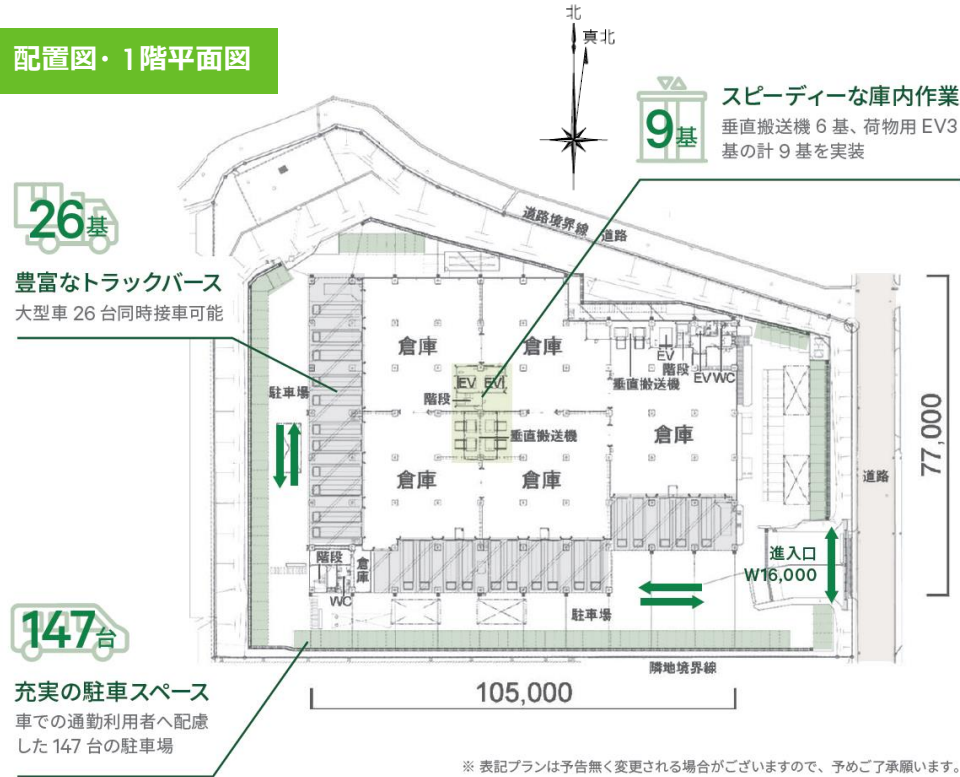 配置図・1階平面図
北
真北
9基
スピーディーな庫内作業
垂直搬送機 6 基、荷物用 EV3
基の計 9 基を実装
26基
豊富なトラックバース
大型車 26 台同時接車可能
道路境界線 道路
倉庫
倉庫
EV
階段
EV WC
垂直搬送機
駐車場
EV EV
階段
垂直搬送機
倉庫
倉庫
倉庫
77,000
道路
進入口
W16,000
階段
倉庫
WC
駐車場
147台
充実の駐車スペース
車での通勤利用者へ配慮
した 147 台の駐車場
隣地境界線
105,000
※ 表記プランは予告無く変更される場合がございますので、予めご了承願います。